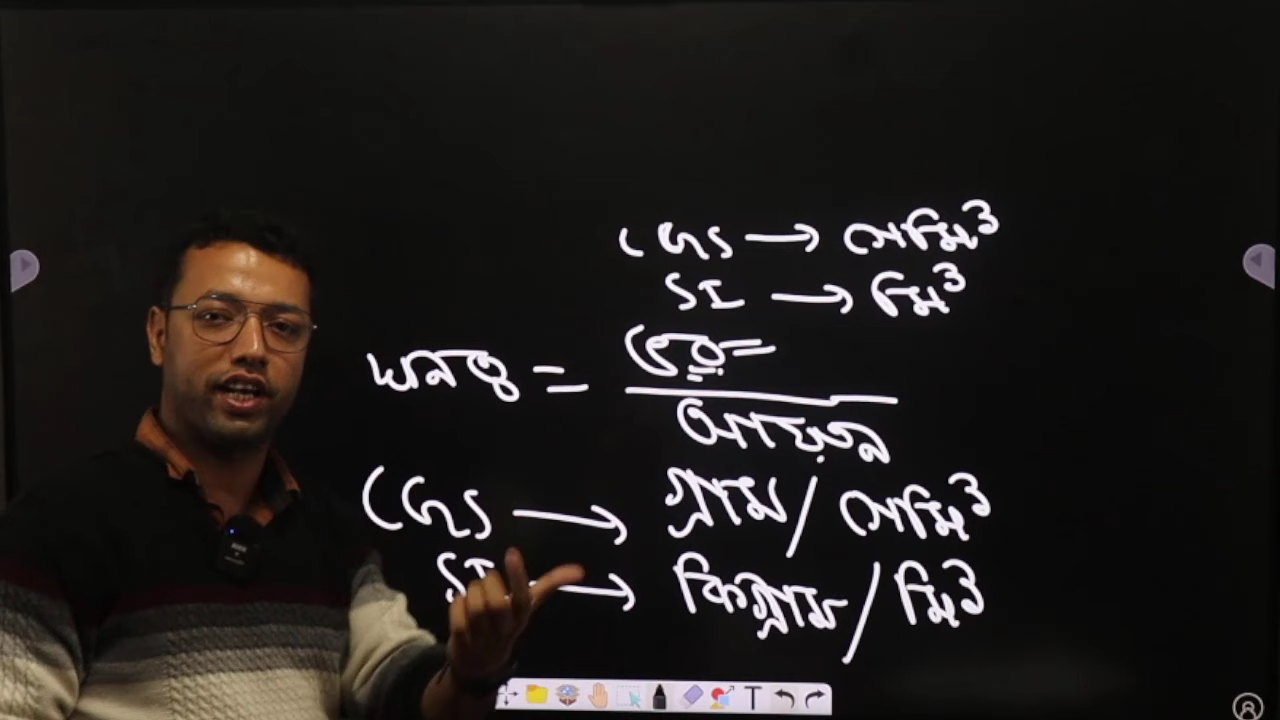 CGS → সেমি³
SI → মি³
ঘনত্ব = ভর / আয়তন
CGS → গ্রাম / সেমি³
SI → কিগ্রাম / মি³
T